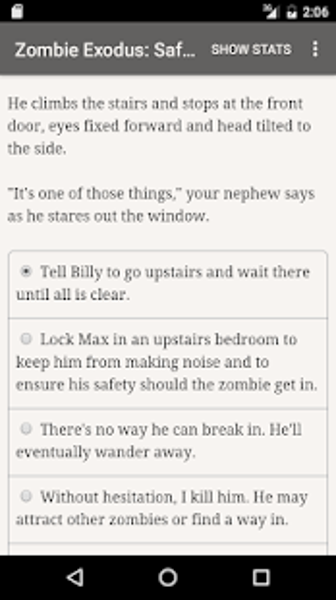 3G 2:06
Zombie Exodus: Saf... SHOW STATS
He climbs the stairs and stops at the front
door, eyes fixed forward and head tilted to
the side.
"It's one of those things," your nephew says
as he stares out the window.
Tell Billy to go upstairs and wait there
until all is clear.
Lock Max in an upstairs bedroom to
keep him from making noise and to
ensure his safety should the zombie get in.
There's no way he can break in. He'll
eventually wander away.
Without hesitation, I kill him. He may
attract other zombies or find a way in.